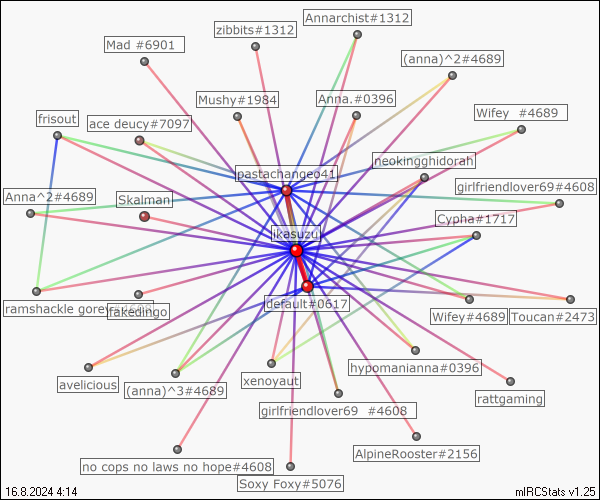 Annarchist#1312
zibbits#1312
Mad #6901
(anna)^2#4689
Mushy#1984
Anna.#0396
Wifey #4689
frisout
ace deucy#7097
neokingghidorah
pastachangeo41
girlfriendlover69#4608
Anna^2#4689
Skalman
Cypha#1717
ikasuzu
ramshackle
fakedingo
default#0617
Wifey#4689
Toucan#2473
hypomanianna#0396
avelicious
(anna)^3#4689
xenoyaut
rattgaming
girlfriendlover69 #4608
AlpineRooster#2156
no cops no laws no hope#4608
Soxy Foxy#5076
16.8.2024 4:14
mIRCStats v1.25